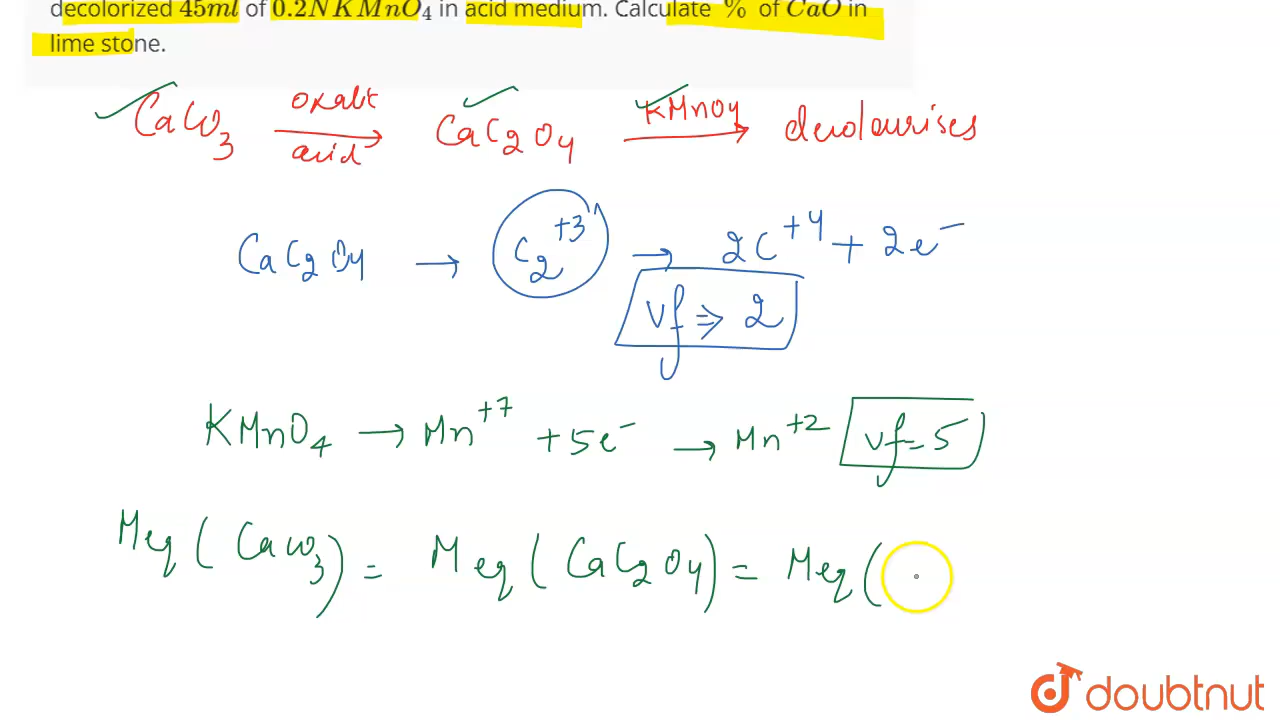 decolorized 45ml of 0.2N KMnO₄ in acid medium. Calculate % of CaO in
lime stone.
CaCO₃ oxalic acid → CaC₂O₄ KMnO₄ → decolourises
CaC₂O₄ → C₂⁺³ → 2C⁺⁴ + 2e⁻
vf ⇒ 2
KMnO₄ → Mn⁺⁷ + 5e⁻ → Mn⁺² vf = 5
Meq ( CaCO₃ ) = Meq ( CaC₂O₄ ) = Meq (
doubtnut